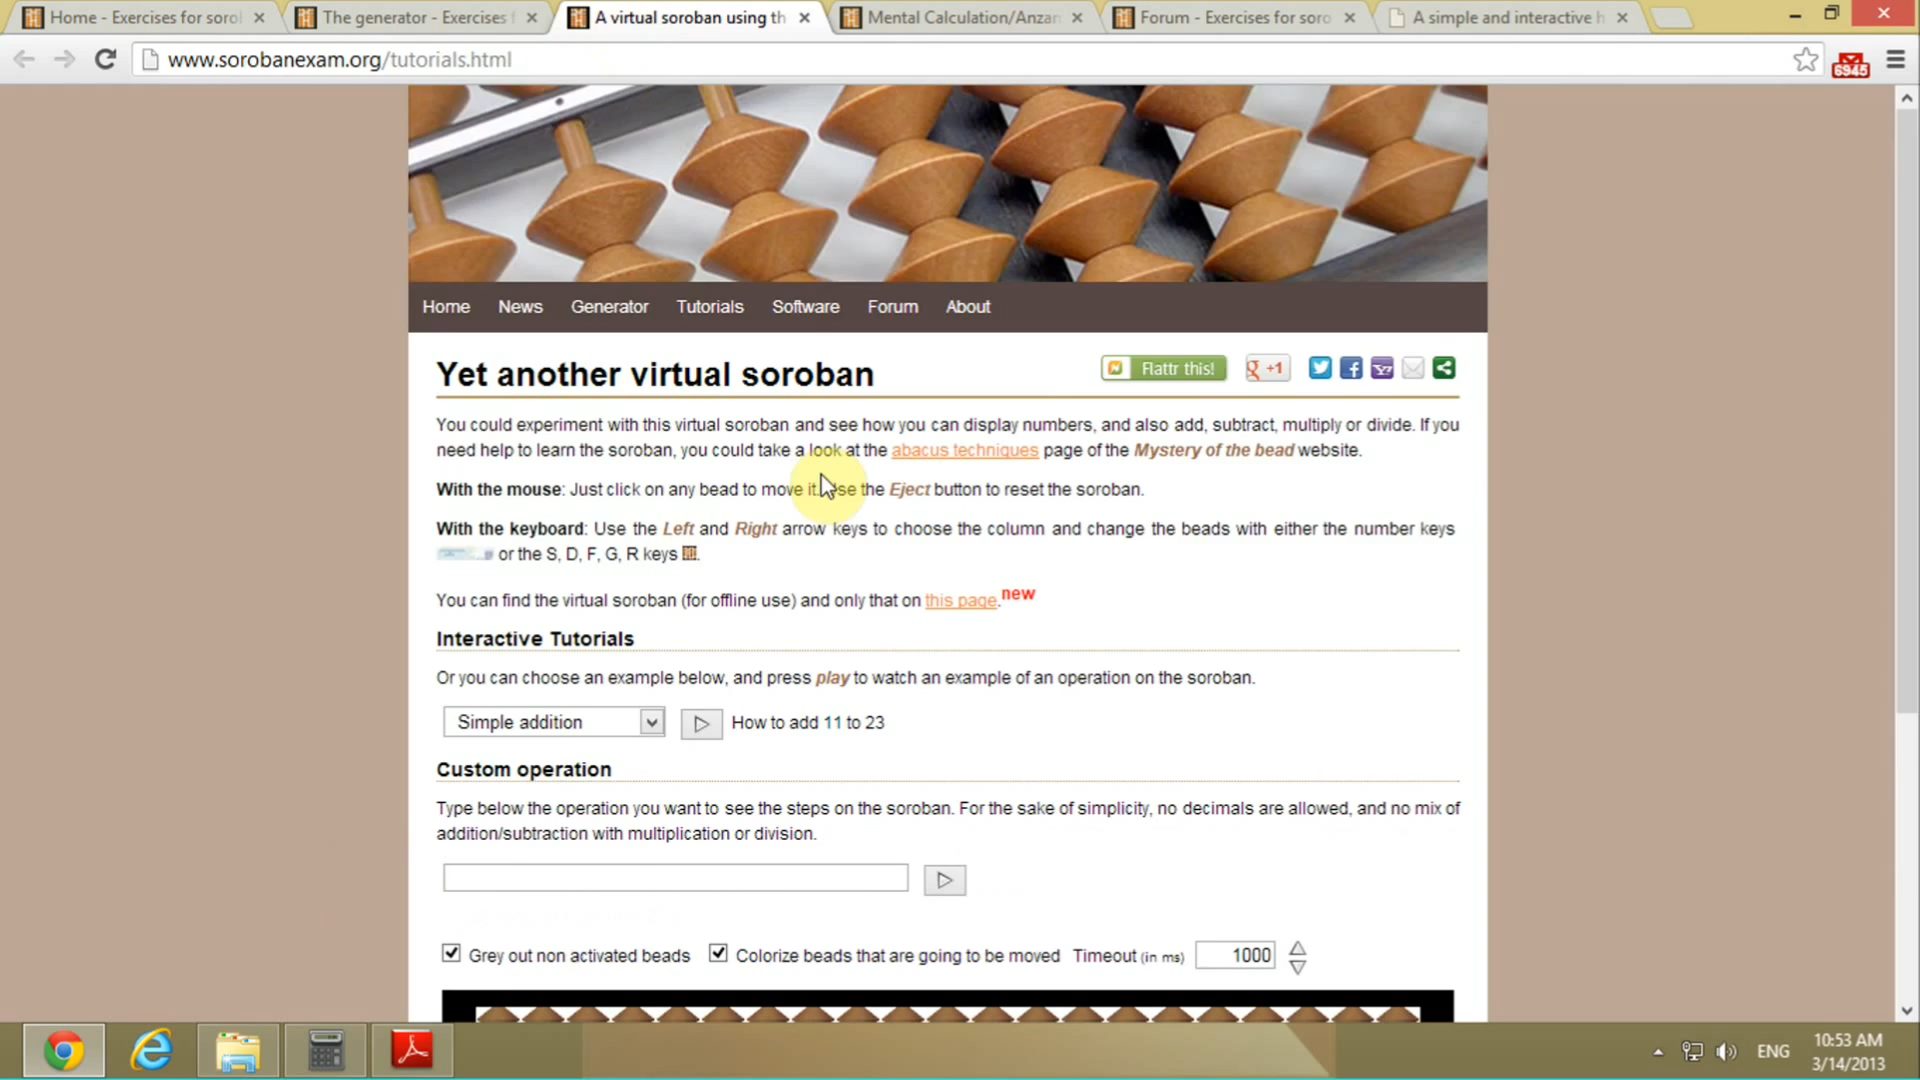 Home - Exercises for sorol
The generator - Exercises f
A virtual soroban using th
Mental Calculation/Anzan
Forum - Exercises for soro
A simple and interactive h
www.sorobanexam.org/tutorials.html
6945
Home News Generator Tutorials Software Forum About
Yet another virtual soroban
Flattr this!
g +1
You could experiment with this virtual soroban and see how you can display numbers, and also add, subtract, multiply or divide. If you
need help to learn the soroban, you could take a look at the abacus techniques page of the Mystery of the bead website.
With the mouse: Just click on any bead to move it. Use the Eject button to reset the soroban.
With the keyboard: Use the Left and Right arrow keys to choose the column and change the beads with either the number keys
or the S, D, F, G, R keys
You can find the virtual soroban (for offline use) and only that on this page. new
Interactive Tutorials
Or you can choose an example below, and press play to watch an example of an operation on the soroban.
Simple addition How to add 11 to 23
Custom operation
Type below the operation you want to see the steps on the soroban. For the sake of simplicity, no decimals are allowed, and no mix of
addition/subtraction with multiplication or division.
Grey out non activated beads Colorize beads that are going to be moved Timeout (in ms) 1000
ENG
10:53 AM
3/14/2013